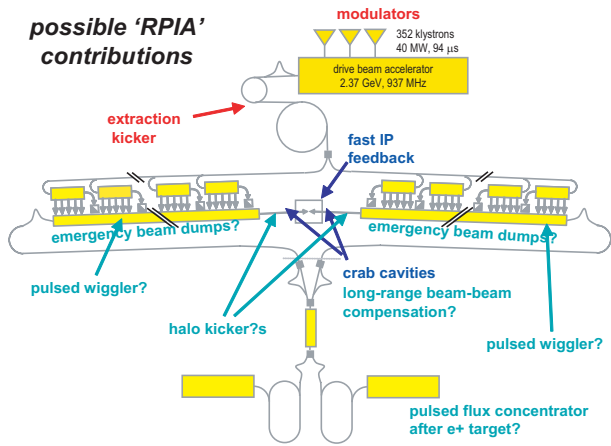 possible ‘RPIA’
contributions
modulators
352 klystrons
40 MW, 94 μs
drive beam accelerator
2.37 GeV, 937 MHz
extraction
kicker
fast IP
feedback
emergency beam dumps?
emergency beam dumps?
pulsed wiggler?
crab cavities
long-range beam-beam
compensation?
halo kicker?s
pulsed wiggler?
pulsed flux concentrator
after e+ target?